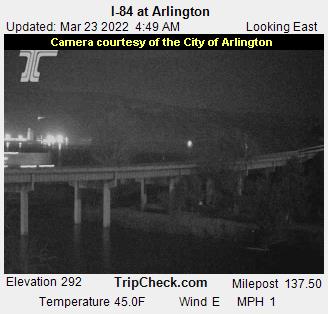 I-84 at Arlington
Updated: Mar 23 2022 4:49 AM Looking East
Camera courtesy of the City of Arlington
Elevation 292 TripCheck.com Milepost 137.50
Temperature 45.0F Wind E MPH 1